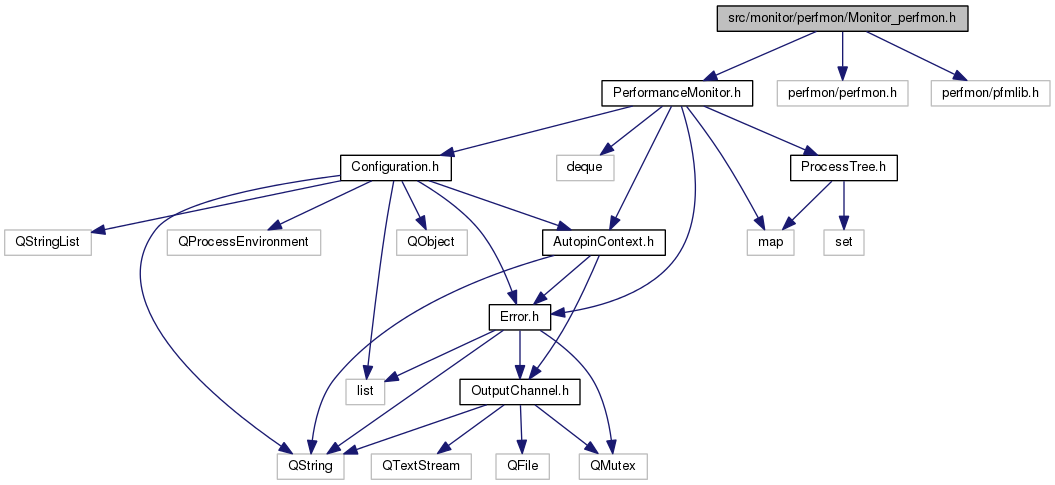 src/monitor/perfmon/Monitor_perfmon.h
PerformanceMonitor.h
perfmon/perfmon.h
perfmon/pfmlib.h
Configuration.h
deque
ProcessTree.h
QStringList
QProcessEnvironment
QObject
AutopinContext.h
map
set
Error.h
list
OutputChannel.h
QString
QTextStream
QFile
QMutex